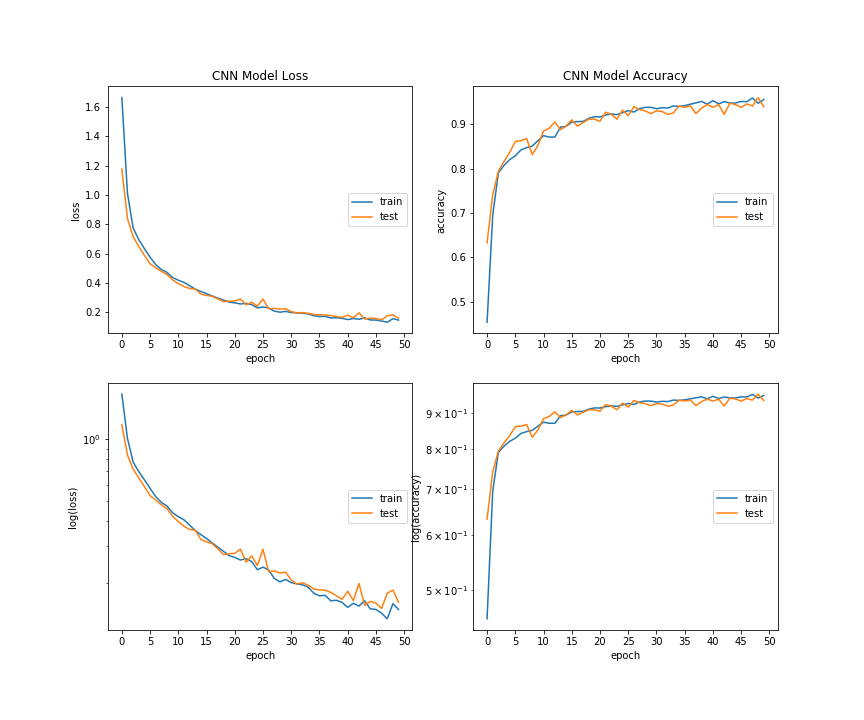 CNN Model Loss
1.6
1.4
1.2
1.0
0.8
0.6
0.4
0.2
loss
train
test
0 5 10 15 20 25 30 35 40 45 50
epoch
CNN Model Accuracy
0.9
0.8
0.7
0.6
0.5
accuracy
train
test
0 5 10 15 20 25 30 35 40 45 50
epoch
10⁰
log(loss)
train
test
0 5 10 15 20 25 30 35 40 45 50
epoch
9 × 10⁻¹
8 × 10⁻¹
7 × 10⁻¹
6 × 10⁻¹
5 × 10⁻¹
log(accuracy)
train
test
0 5 10 15 20 25 30 35 40 45 50
epoch